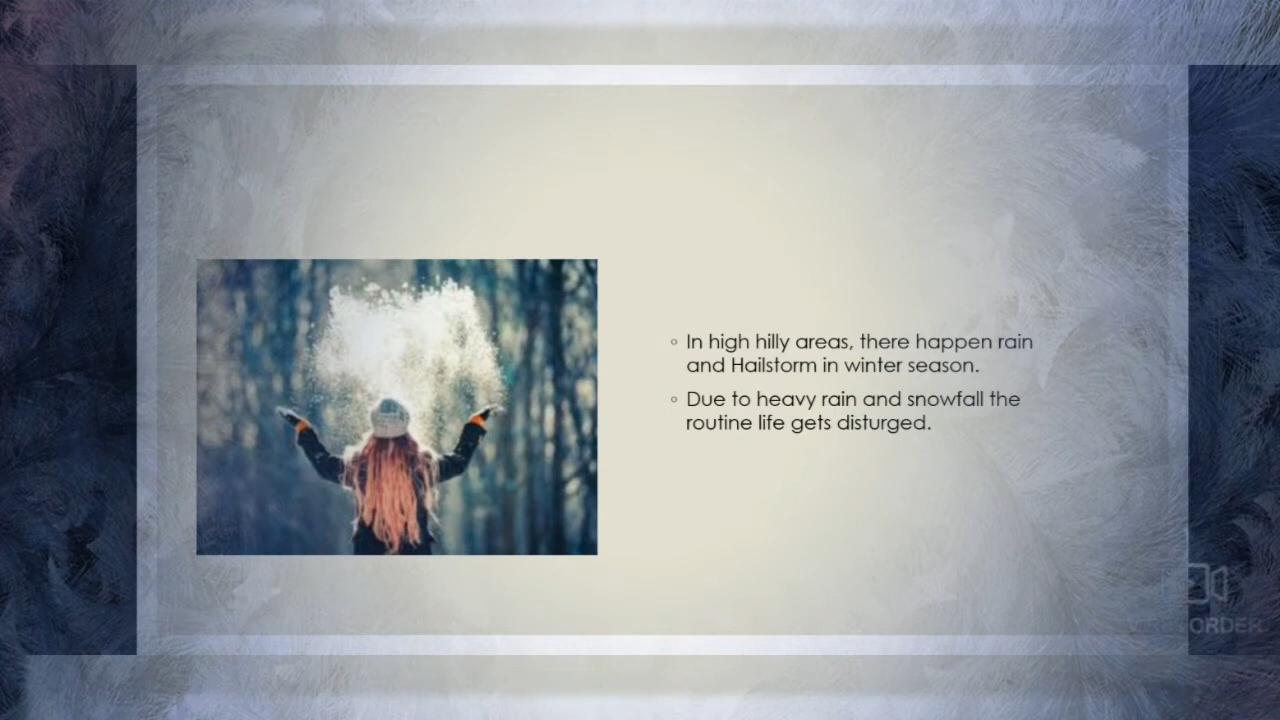 ◦ In high hilly areas, there happen rain
and Hailstorm in winter season.
◦ Due to heavy rain and snowfall the
routine life gets disturged.